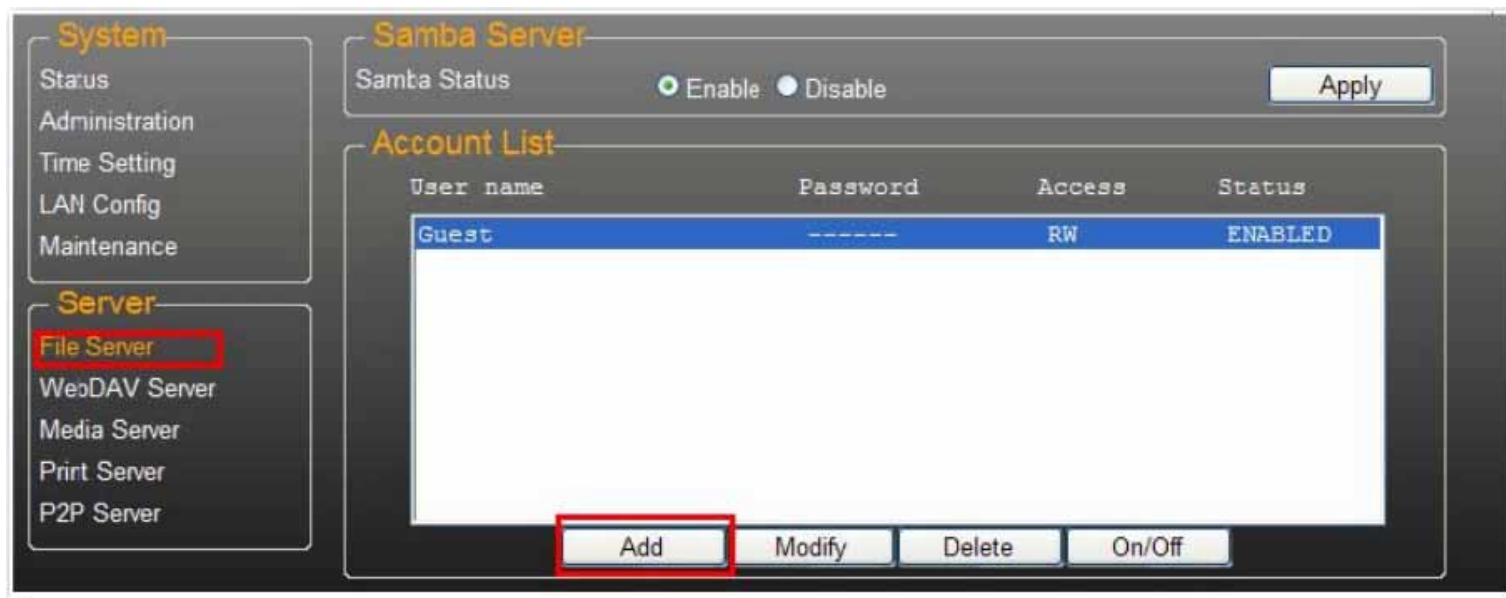 System
Status
Administration
Time Setting
LAN Config
Maintenance
Server
File Server
WebDAV Server
Media Server
Print Server
P2P Server
Samba Server
Samba Status Enable Disable Apply
Account List
User name Password Access Status
Guest ------ RW ENABLED
Add Modify Delete On/Off